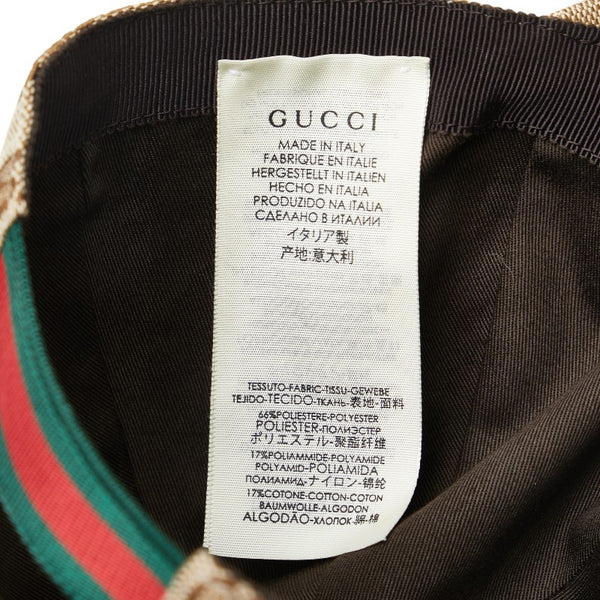 GUCCI
MADE IN ITALY
FABRIQUE EN ITALIE
HERGESTELLT IN ITALIEN
HECHO EN ITALIA
PRODUZIDO NA ITALIA
СДЕЛАНО В ИТАЛИИ
イタリア製
产地:意大利
TESSUTO-FABRIC-TISSU-GEWEBE
TEJIDO-TECIDO-ТКАНЬ-表地-面料
66%POLIESTERE-POLYESTER
POLIESTER-ПОЛИЭСТЕР
ポリエステル-聚酯纤维
17%POLIAMMIDE-POLYAMIDE
POLYAMID-POLIAMIDA
ПОЛИАМИД-ナイロン-锦纶
17%COTONE-COTTON-COTON
BAUMWOLLE-ALGODON
ALGODÃO-ХЛОПОК-綿-棉